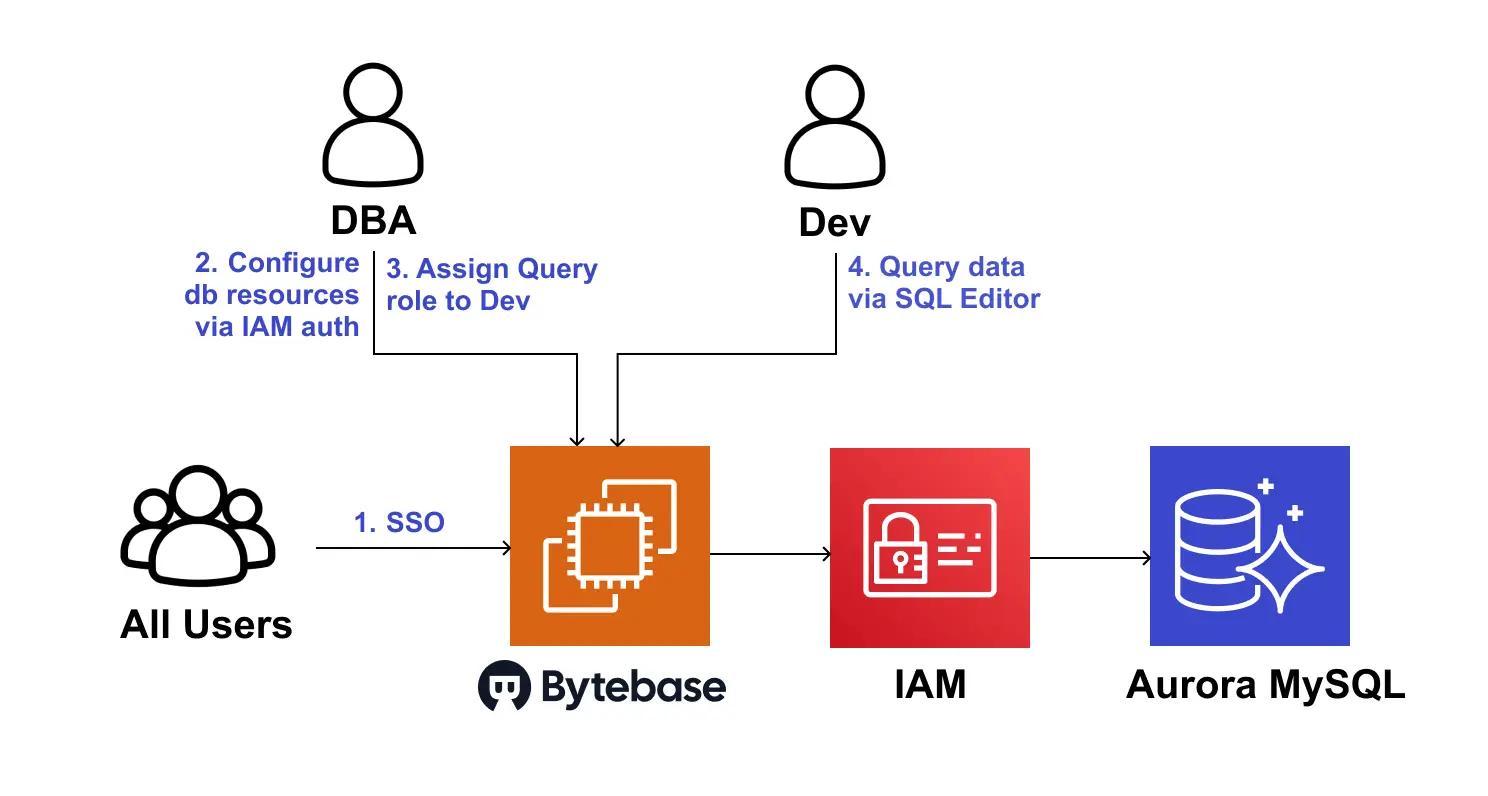 DBA
Dev
2. Configure
db resources
via IAM auth
3. Assign Query
role to Dev
4. Query data
via SQL Editor
1. SSO
All Users
Bytebase
IAM
Aurora MySQL